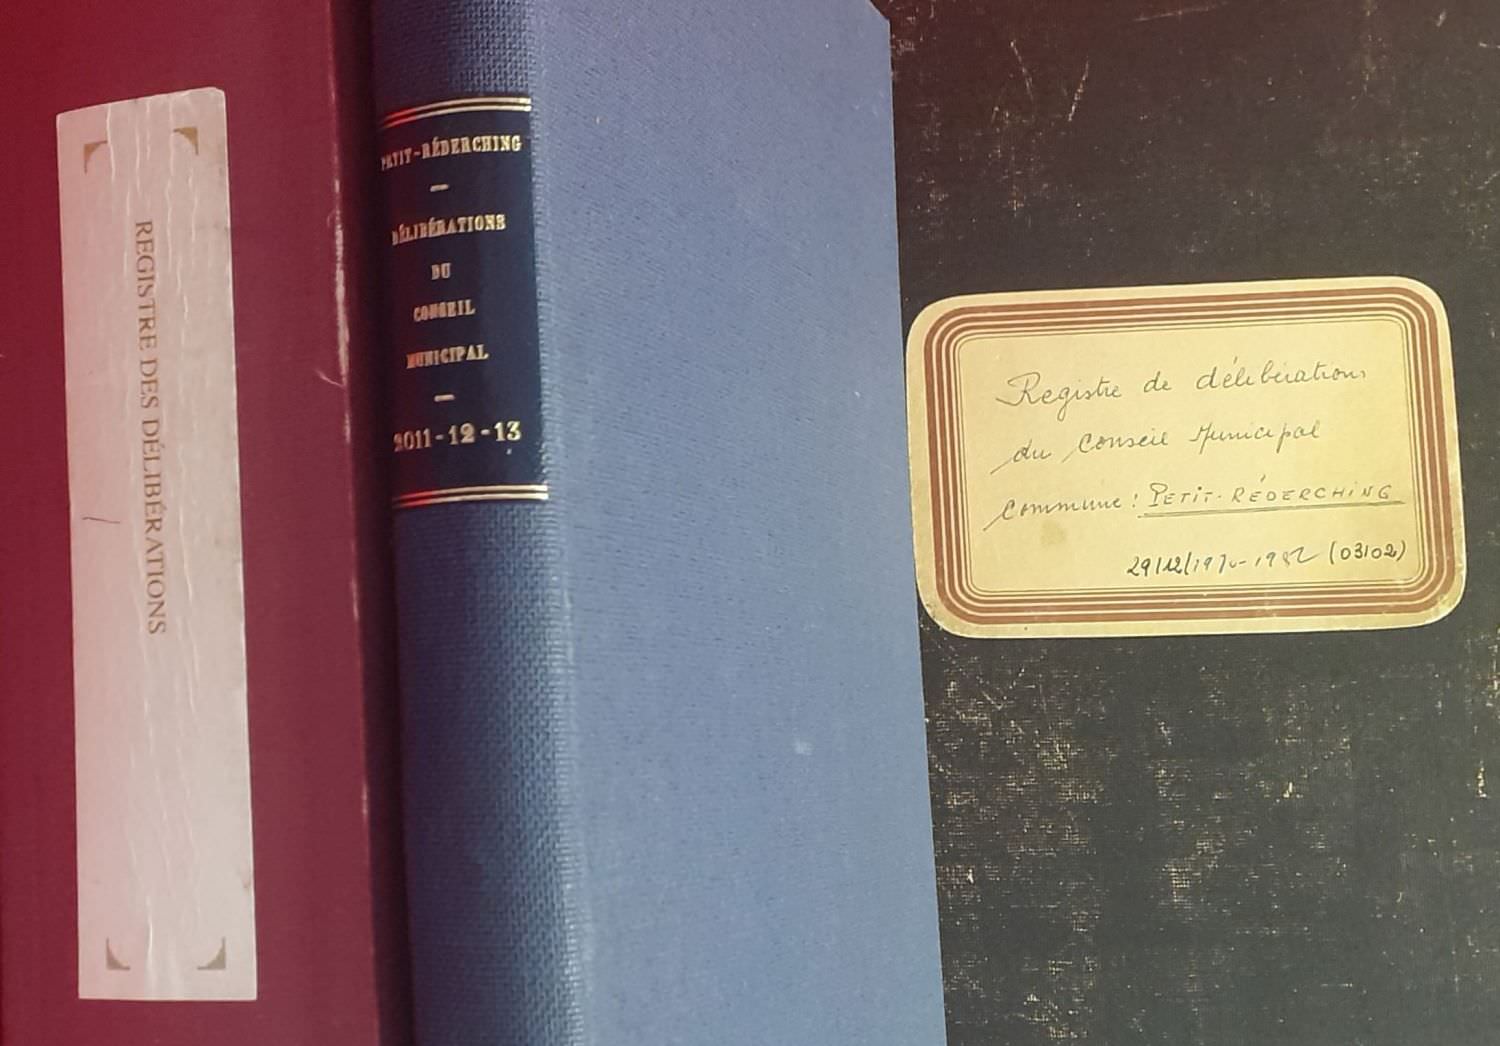 REGISTRE DES DÉLIBÉRATIONS
PETIT-RÉDERCHING
—
DÉLIBÉRATIONS
DU
CONSEIL
MUNICIPAL
—
2011-12-13
Registre de délibérations
du Conseil Municipal
Commune : PETIT-RÉDERCHING
29/12/1970-1982 (03/02)